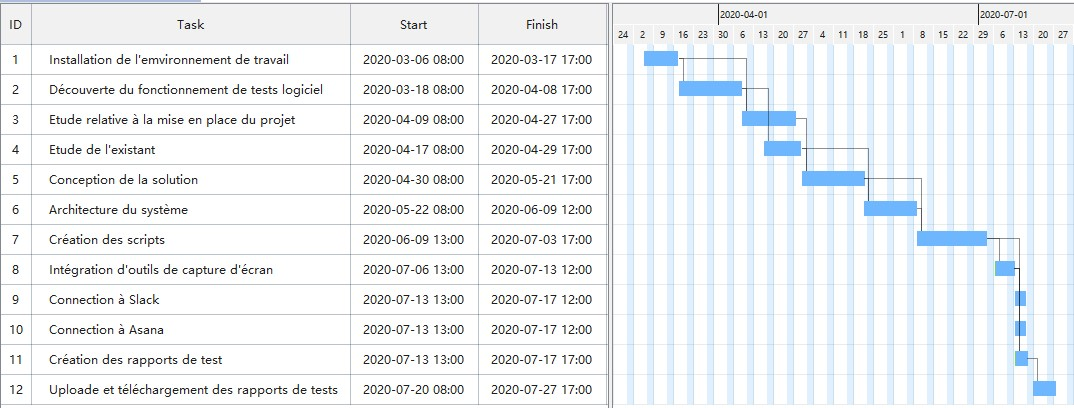 ID Task Start Finish 2020-04-01 2020-07-01
24 2 9 16 23 30 6 13 20 27 4 11 18 25 1 8 15 22 29 6 13 20 27
1 Installation de l'emvironnement de travail 2020-03-06 08:00 2020-03-17 17:00
2 Découverte du fonctionnement de tests logiciel 2020-03-18 08:00 2020-04-08 17:00
3 Etude relative à la mise en place du projet 2020-04-09 08:00 2020-04-27 17:00
4 Etude de l'existant 2020-04-17 08:00 2020-04-29 17:00
5 Conception de la solution 2020-04-30 08:00 2020-05-21 17:00
6 Architecture du système 2020-05-22 08:00 2020-06-09 12:00
7 Création des scripts 2020-06-09 13:00 2020-07-03 17:00
8 Intégration d'outils de capture d'écran 2020-07-06 13:00 2020-07-13 12:00
9 Connection à Slack 2020-07-13 13:00 2020-07-17 12:00
10 Connection à Asana 2020-07-13 13:00 2020-07-17 12:00
11 Création des rapports de test 2020-07-13 13:00 2020-07-17 17:00
12 Uploade et téléchargement des rapports de tests 2020-07-20 08:00 2020-07-27 17:00